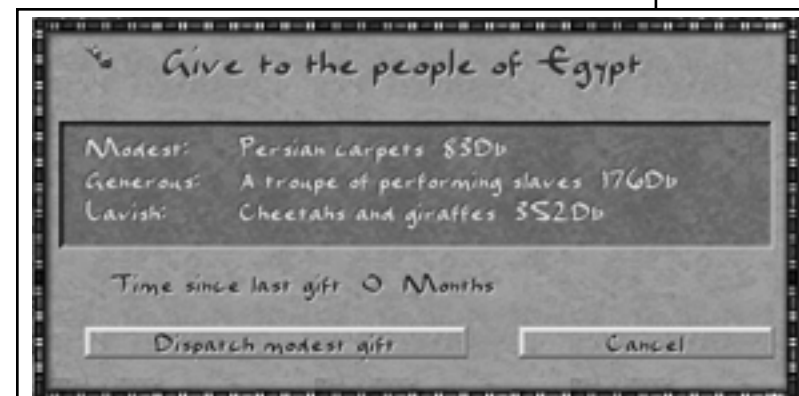 Give to the people of Egypt
Modest: Persian carpets 83Db
Generous: A troupe of performing slaves 176Db
Lavish: Cheetahs and giraffes 352Db
Time since last gift 0 Months
Dispatch modest gift Cancel